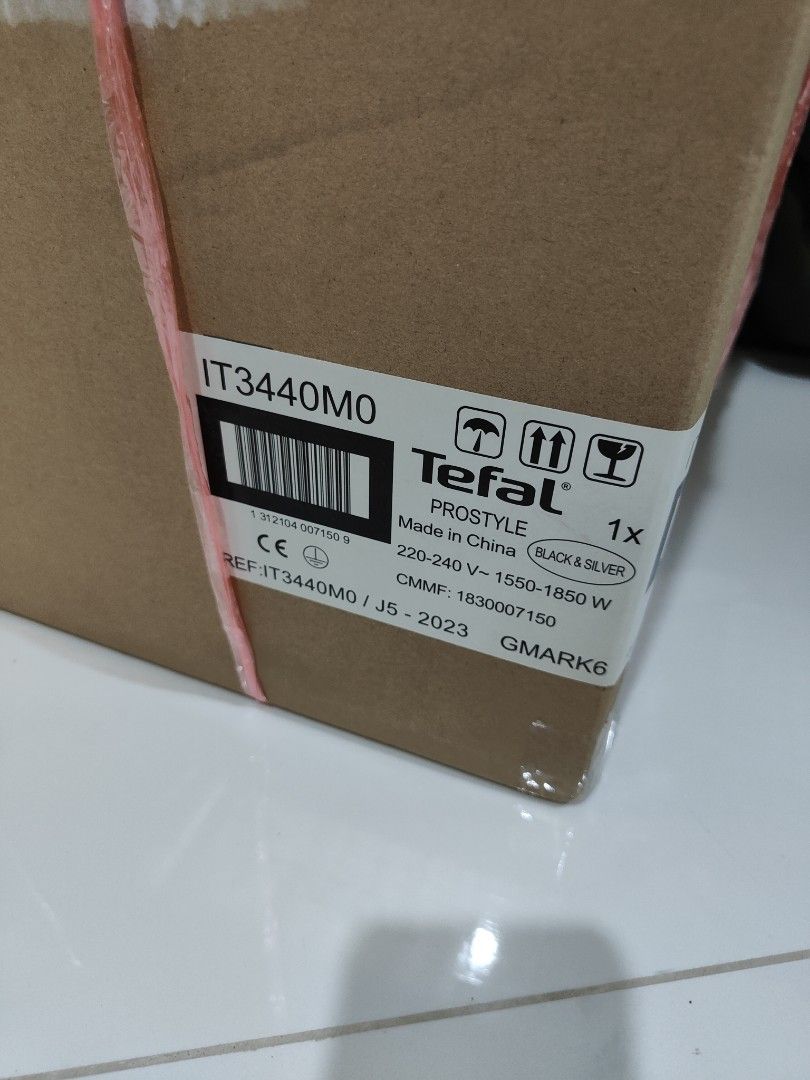 IT3440M0
1 312104 007150 9
CE
REF:IT3440M0 / J5 - 2023
Tefal®
PROSTYLE
1x
Made in China
BLACK & SILVER
220-240 V~ 1550-1850 W
CMMF: 1830007150
GMARK6